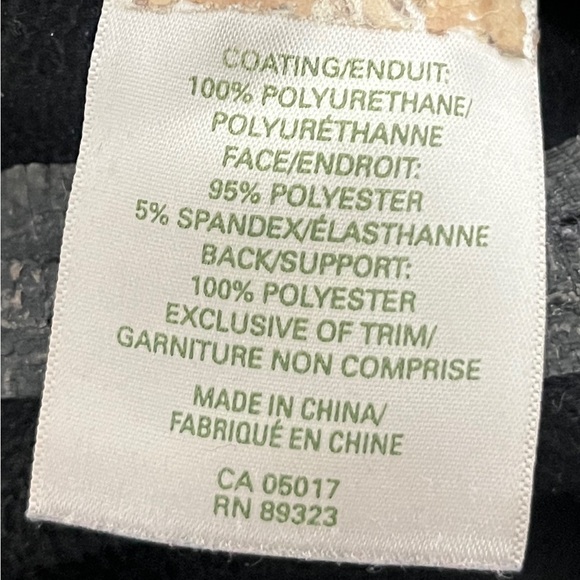 COATING/ENDUIT:
100% POLYURETHANE/
POLYURÉTHANNE
FACE/ENDROIT:
95% POLYESTER
5% SPANDEX/ÉLASTHANNE
BACK/SUPPORT:
100% POLYESTER
EXCLUSIVE OF TRIM/
GARNITURE NON COMPRISE
MADE IN CHINA/
FABRIQUÉ EN CHINE
CA 05017
RN 89323